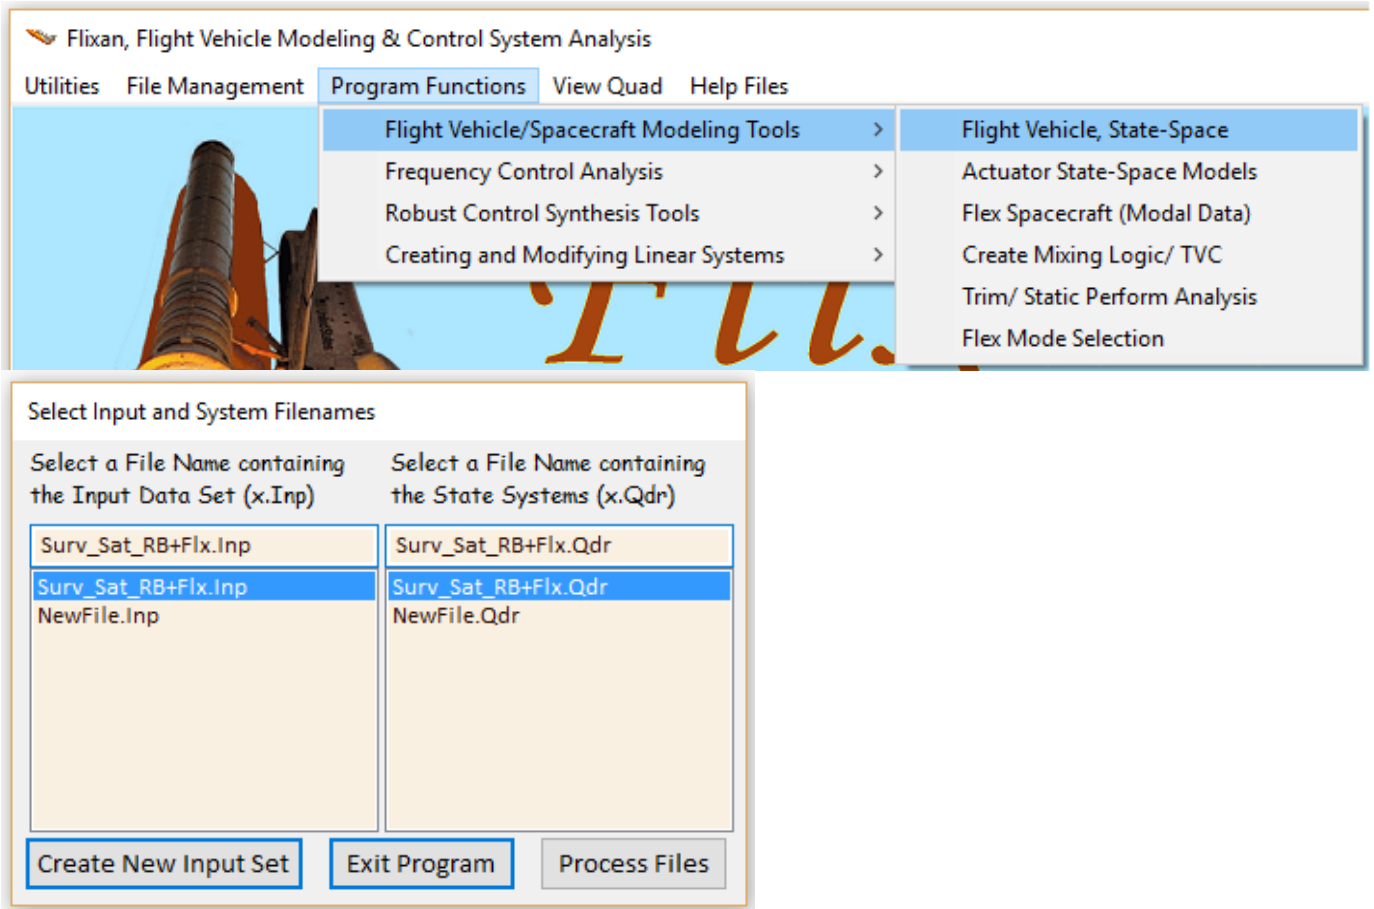 Flixan, Flight Vehicle Modeling & Control System Analysis
Utilities File Management Program Functions View Quad Help Files
Flight Vehicle/Spacecraft Modeling Tools > Flight Vehicle, State-Space
Frequency Control Analysis > Actuator State-Space Models
Robust Control Synthesis Tools > Flex Spacecraft (Modal Data)
Creating and Modifying Linear Systems > Create Mixing Logic/ TVC
Trim/ Static Perform Analysis
Flex Mode Selection
Select Input and System Filenames
Select a File Name containing Select a File Name containing
the Input Data Set (x.Inp) the State Systems (x.Qdr)
Surv_Sat_RB+Flx.Inp Surv_Sat_RB+Flx.Qdr
Surv_Sat_RB+Flx.Inp Surv_Sat_RB+Flx.Qdr
NewFile.Inp NewFile.Qdr
Create New Input Set Exit Program Process Files